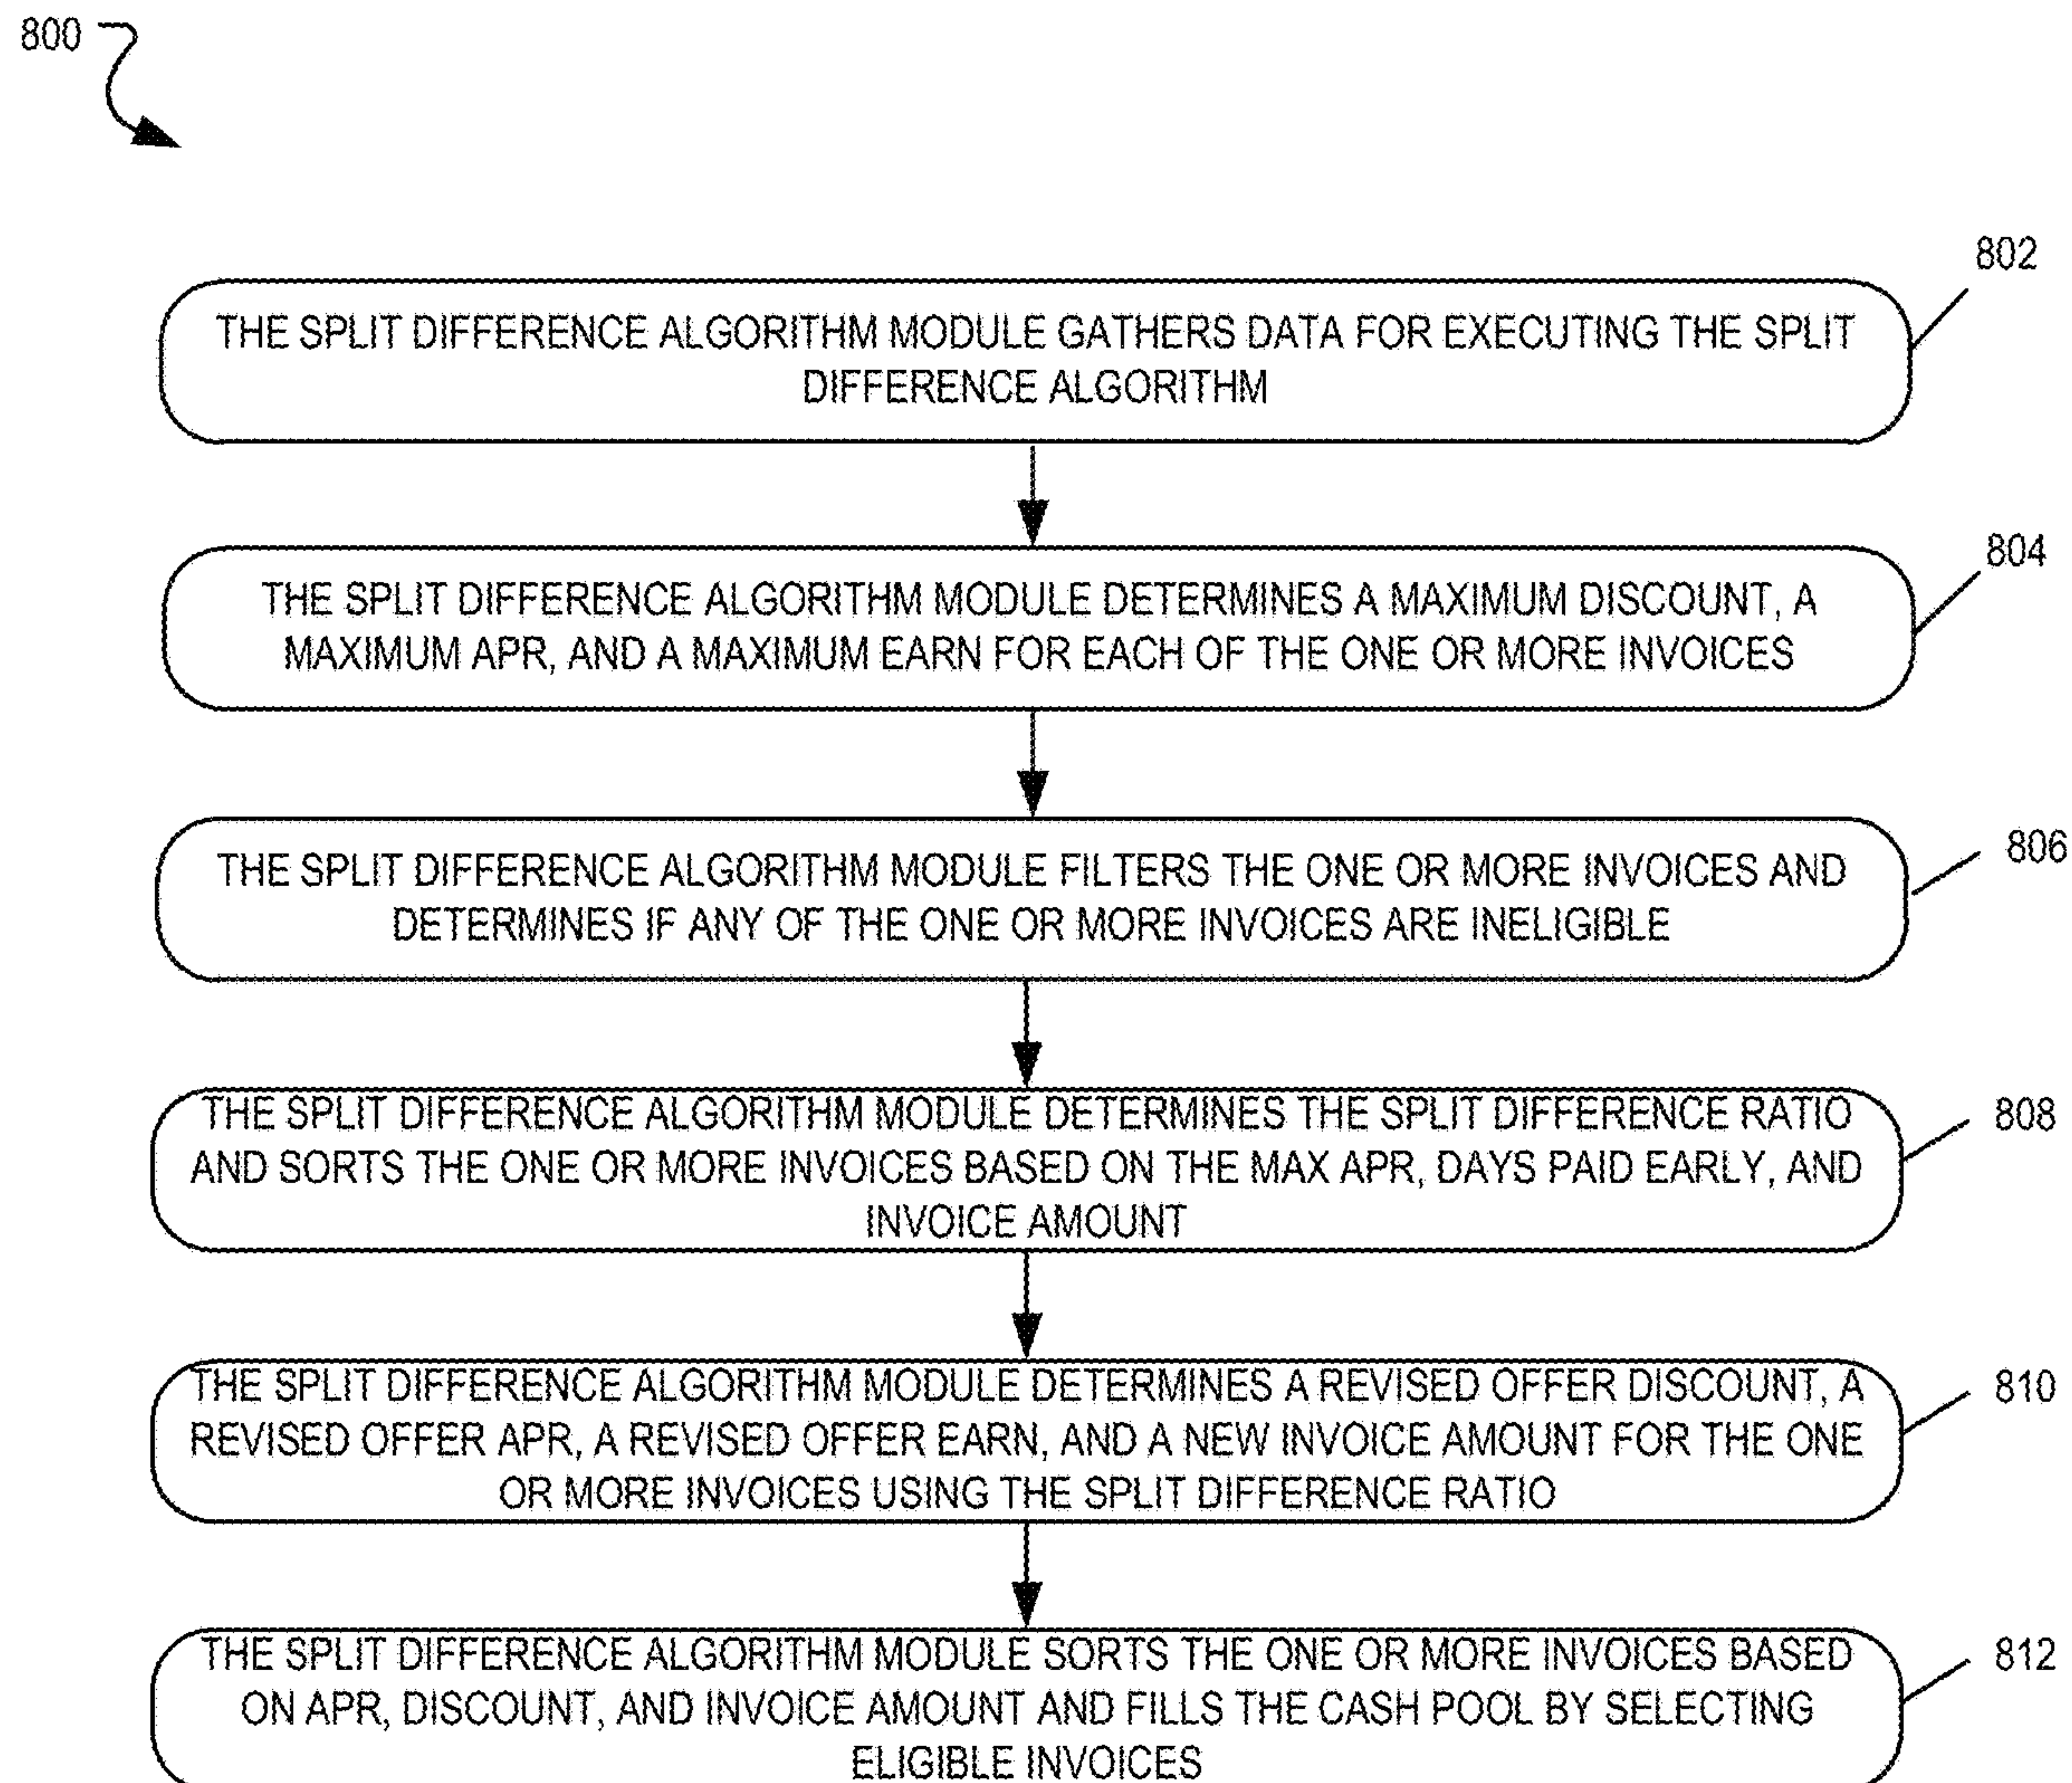 800
802
THE SPLIT DIFFERENCE ALGORITHM MODULE GATHERS DATA FOR EXECUTING THE SPLIT
DIFFERENCE ALGORITHM
804
THE SPLIT DIFFERENCE ALGORITHM MODULE DETERMINES A MAXIMUM DISCOUNT, A
MAXIMUM APR, AND A MAXIMUM EARN FOR EACH OF THE ONE OR MORE INVOICES
806
THE SPLIT DIFFERENCE ALGORITHM MODULE FILTERS THE ONE OR MORE INVOICES AND
DETERMINES IF ANY OF THE ONE OR MORE INVOICES ARE INELIGIBLE
808
THE SPLIT DIFFERENCE ALGORITHM MODULE DETERMINES THE SPLIT DIFFERENCE RATIO
AND SORTS THE ONE OR MORE INVOICES BASED ON THE MAX APR, DAYS PAID EARLY, AND
INVOICE AMOUNT
810
THE SPLIT DIFFERENCE ALGORITHM MODULE DETERMINES A REVISED OFFER DISCOUNT, A
REVISED OFFER APR, A REVISED OFFER EARN, AND A NEW INVOICE AMOUNT FOR THE ONE
OR MORE INVOICES USING THE SPLIT DIFFERENCE RATIO
812
THE SPLIT DIFFERENCE ALGORITHM MODULE SORTS THE ONE OR MORE INVOICES BASED
ON APR, DISCOUNT, AND INVOICE AMOUNT AND FILLS THE CASH POOL BY SELECTING
ELIGIBLE INVOICES